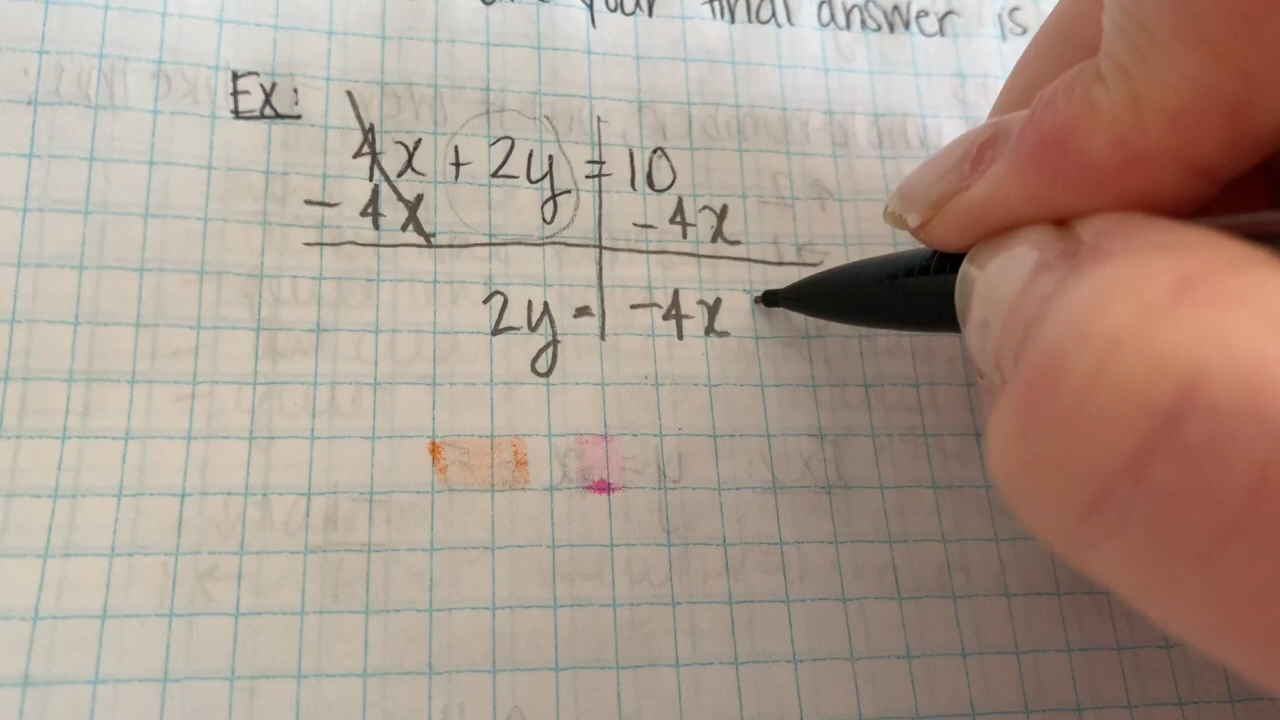 your final answer is
Ex:
4x + 2y = 10
- 4x -4x
2y = -4x